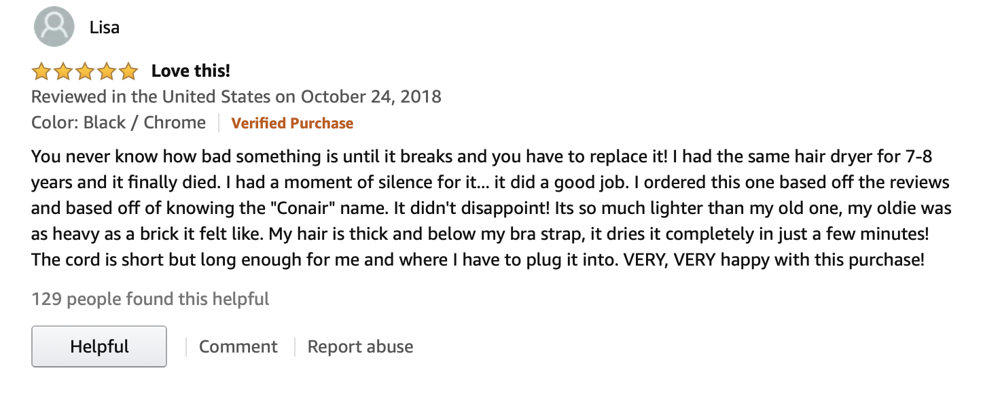 Lisa
Love this!
Reviewed in the United States on October 24, 2018
Color: Black / Chrome | Verified Purchase
You never know how bad something is until it breaks and you have to replace it! I had the same hair dryer for 7-8
years and it finally died. I had a moment of silence for it... it did a good job. I ordered this one based off the reviews
and based off of knowing the "Conair" name. It didn't disappoint! Its so much lighter than my old one, my oldie was
as heavy as a brick it felt like. My hair is thick and below my bra strap, it dries it completely in just a few minutes!
The cord is short but long enough for me and where I have to plug it into. VERY, VERY happy with this purchase!
129 people found this helpful
Helpful | Comment | Report abuse